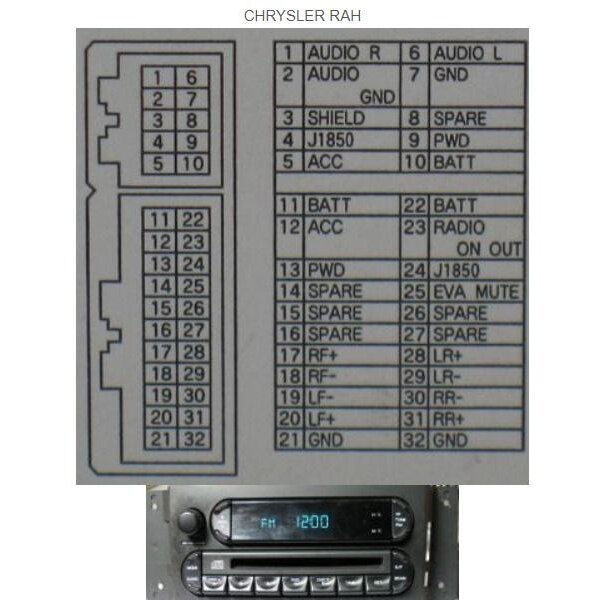 CHRYSLER RAH
1 6
2 7
3 8
4 9
5 10
1 AUDIO R 6 AUDIO L
2 AUDIO GND 7 GND
3 SHIELD 8 SPARE
4 J1850 9 PWD
5 ACC 10 BATT
11 22
12 23
13 24
14 25
15 26
16 27
17 28
18 29
19 30
20 31
21 32
11 BATT 22 BATT
12 ACC 23 RADIO ON OUT
13 PWD 24 J1850
14 SPARE 25 EVA MUTE
15 SPARE 26 SPARE
16 SPARE 27 SPARE
17 RF+ 28 LR+
18 RF- 29 LR-
19 LF- 30 RR-
20 LF+ 31 RR+
21 GND 32 GND
FM 12:00